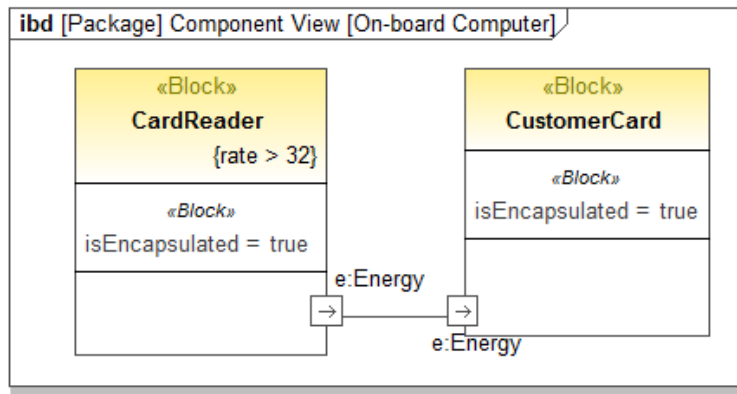 ibd [Package] Component View [On-board Computer]
«Block»
CardReader
{rate > 32}
«Block»
isEncapsulated = true
e:Energy
«Block»
CustomerCard
«Block»
isEncapsulated = true
e:Energy